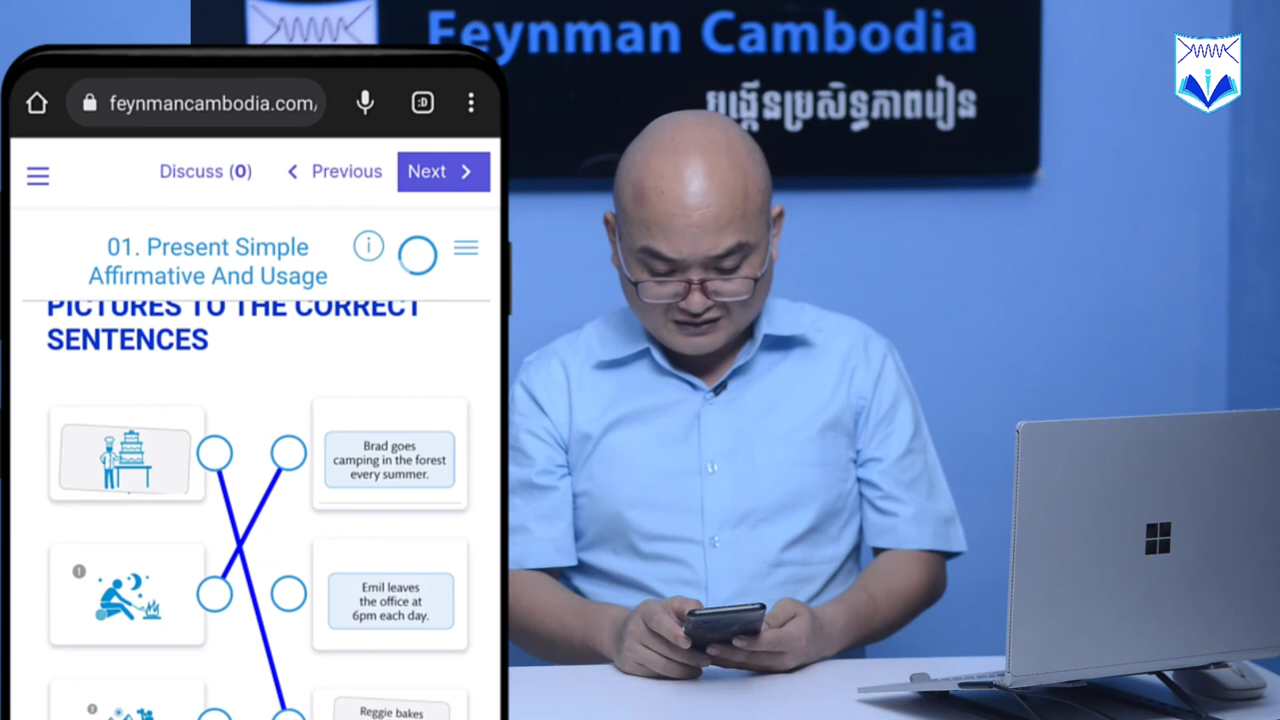 Feynman Cambodia
បង្កើនប្រសិទ្ធភាពរៀន
feynmancambodia.com/
:D
Discuss (0)
Previous
Next
01. Present Simple
Affirmative And Usage
PICTURES TO THE CORRECT
SENTENCES
Brad goes
camping in the forest
every summer.
1
Emil leaves
the office at
6pm each day.
2
Reggie bakes